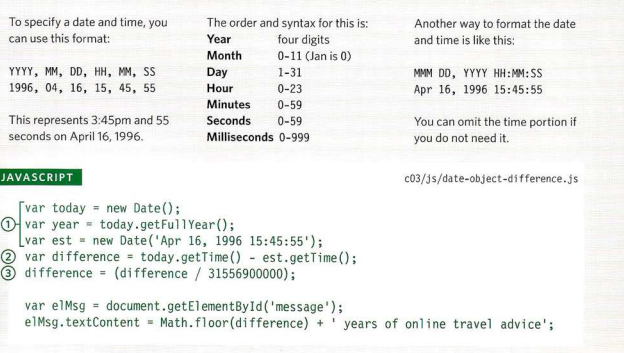 To specify a date and time, you
can use this format:
YYYY, MM, DD, HH, MM, SS
1996, 04, 16, 15, 45, 55
This represents 3:45pm and 55
seconds on April 16, 1996.
The order and syntax for this is:
Year four digits
Month 0-11 (Jan is 0)
Day 1-31
Hour 0-23
Minutes 0-59
Seconds 0-59
Milliseconds 0-999
Another way to format the date
and time is like this:
MMM DD, YYYY HH:MM:SS
Apr 16, 1996 15:45:55
You can omit the time portion if
you do not need it.
JAVASCRIPT c03/js/date-object-difference.js
var today = new Date();
① var year = today.getFullYear();
var est = new Date('Apr 16, 1996 15:45:55');
② var difference = today.getTime() - est.getTime();
③ difference = (difference / 31556900000);
var elMsg = document.getElementById('message');
elMsg.textContent = Math.floor(difference) + ' years of online travel advice';